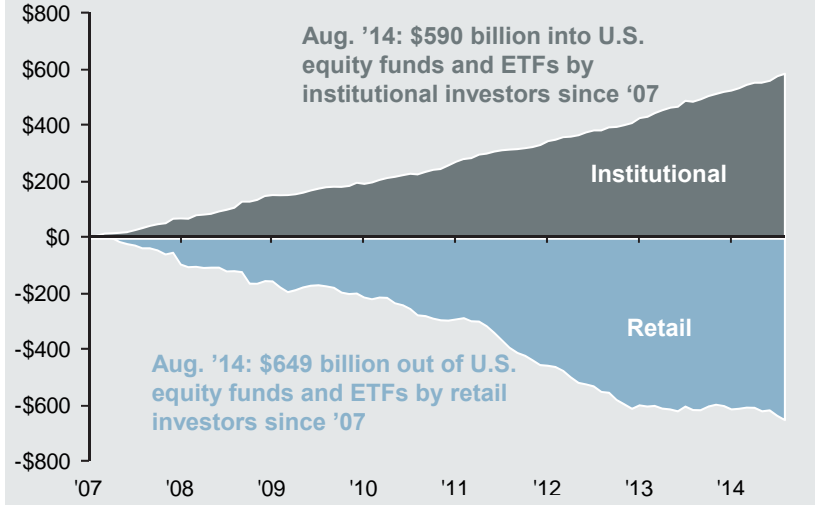 $800
Aug. ’14: $590 billion into U.S.
equity funds and ETFs by
institutional investors since ‘07
$600
$400
Institutional
$200
$0
-$200
Retail
-$400
Aug. ’14: $649 billion out of U.S.
equity funds and ETFs by retail
investors since ’07
-$600
-$800
'07 '08 '09 '10 '11 '12 '13 '14